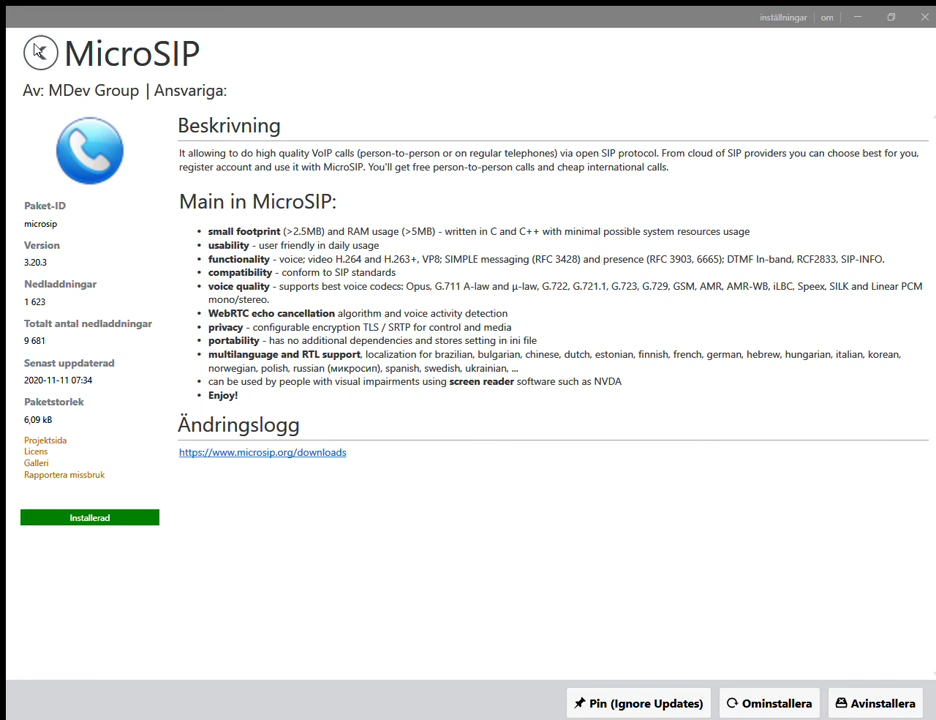 inställningar om
MicroSIP
Av: MDev Group | Ansvariga:
Paket-ID
microsip
Version
3.20.3
Nedladdningar
1 623
Totalt antal nedladdningar
9 681
Senast uppdaterad
2020-11-11 07:34
Paketstorlek
6,09 kB
Projektsida
Licens
Galleri
Rapportera missbruk
Installerad
Beskrivning
It allowing to do high quality VoIP calls (person-to-person or on regular telephones) via open SIP protocol. From cloud of SIP providers you can choose best for you,
register account and use it with MicroSIP. You'll get free person-to-person calls and cheap international calls.
Main in MicroSIP:
• small footprint (>2.5MB) and RAM usage (>5MB) - written in C and C++ with minimal possible system resources usage
• usability - user friendly in daily usage
• functionality - voice; video H.264 and H.263+, VP8; SIMPLE messaging (RFC 3428) and presence (RFC 3903, 6665); DTMF In-band, RCF2833, SIP-INFO.
• compatibility - conform to SIP standards
• voice quality - supports best voice codecs: Opus, G.711 A-law and µ-law, G.722, G.721.1, G.723, G.729, GSM, AMR, AMR-WB, iLBC, Speex, SILK and Linear PCM
mono/stereo.
• WebRTC echo cancellation algorithm and voice activity detection
• privacy - configurable encryption TLS / SRTP for control and media
• portability - has no additional dependencies and stores setting in ini file
• multilanguage and RTL support, localization for brazilian, bulgarian, chinese, dutch, estonian, finnish, french, german, hebrew, hungarian, italian, korean,
norwegian, polish, russian (микросип), spanish, swedish, ukrainian, ...
• can be used by people with visual impairments using screen reader software such as NVDA
• Enjoy!
Ändringslogg
https://www.microsip.org/downloads
Pin (Ignore Updates) Ominstallera Avinstallera